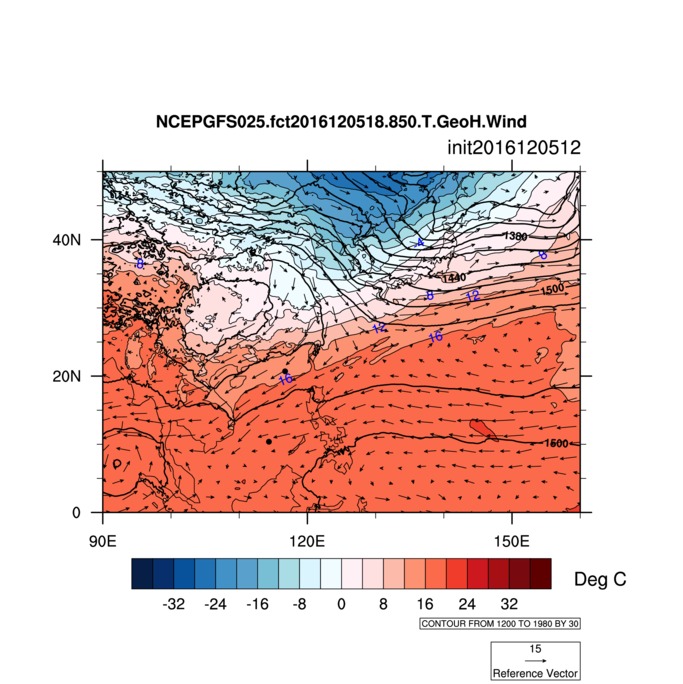 NCEPGFS025.fct2016120518.850.T.GeoH.Wind
init2016120512
40N
20N
0
90E 120E 150E
4
1380
8
8
1440
8
12
1500
12
16
16
1500
-32 -24 -16 -8 0 8 16 24 32
Deg C
CONTOUR FROM 1200 TO 1980 BY 30
15
Reference Vector